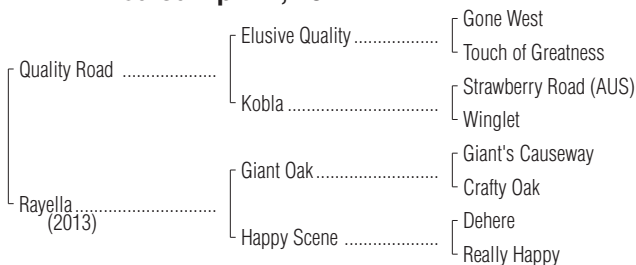 Gone West
Elusive Quality
Touch of Greatness
Quality Road
Strawberry Road (AUS)
Kobla
Winglet
Giant's Causeway
Giant Oak
Crafty Oak
Rayella
(2013)
Dehere
Happy Scene
Really Happy